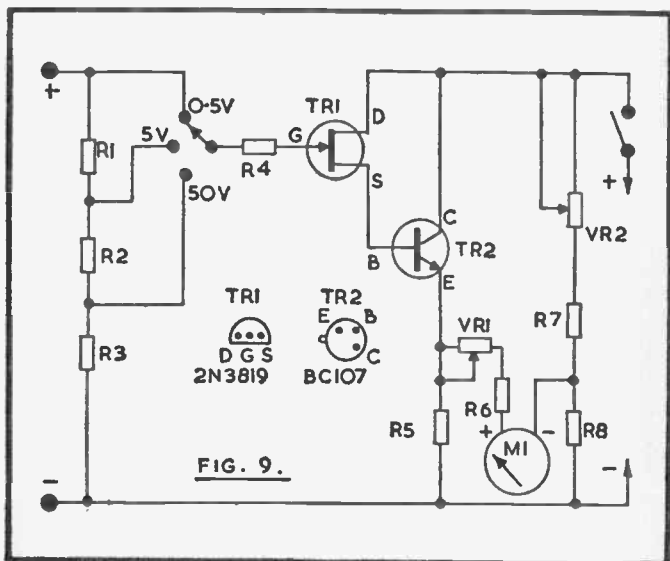 +
0·5V
5V
50V
R1
R2
R3
R4
G
TR1
D
S
B
C
TR2
E
+
VR2
R7
VR1
R6
R5
+
-
M1
R8
-
TR1
D G S
2N3819
TR2
E B
C
BC107
FIG. 9.
-